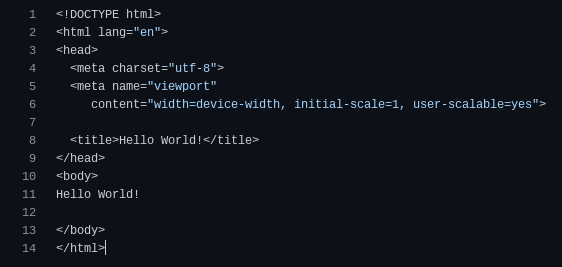 1 <!DOCTYPE html>
2 <html lang="en">
3 <head>
4   <meta charset="utf-8">
5   <meta name="viewport"
6      content="width=device-width, initial-scale=1, user-scalable=yes">
7
8   <title>Hello World!</title>
9 </head>
10 <body>
11 Hello World!
12
13 </body>
14 </html>